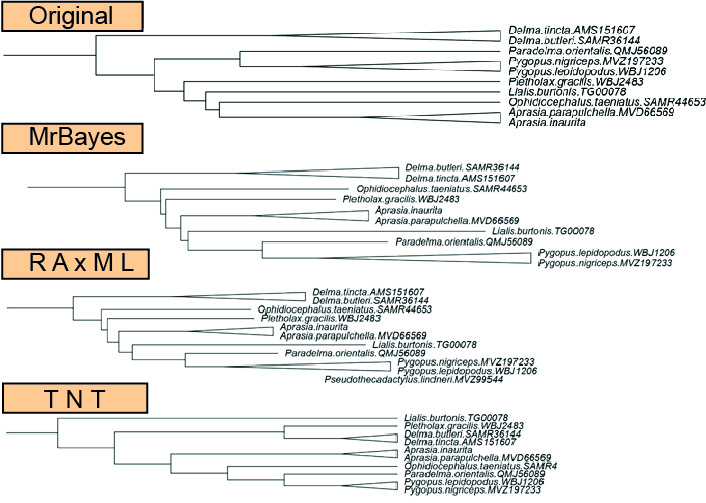 Original
Delma.tincta.AMS151607
Delma.butleri.SAMR36144
Paradelma.orientalis.QMJ56089
Pygopus.nigriceps.MVZ197233
Pygopus.lepidopodus.WBJ1206
Pletholax.gracilis.WBJ2483
Lialis.burtonis.TG00078
Ophidiocephalus.taeniatus.SAMR44653
Aprasia.parapulchella.MVD66569
Aprasia.inaurita
MrBayes
Delma.butleri.SAMR36144
Delma.tincta.AMS151607
Ophidiocephalus.taeniatus.SAMR44653
Pletholax.gracilis.WBJ2483
Aprasia.inaurita
Aprasia.parapulchella.MVD66569
Lialis.burtonis.TG00078
Paradelma.orientalis.QMJ56089
Pygopus.lepidopodus.WBJ1206
Pygopus.nigriceps.MVZ197233
R A x M L
Delma.tincta.AMS151607
Delma.butleri.SAMR36144
Ophidiocephalus.taeniatus.SAMR44653
Pletholax.gracilis.WBJ2483
Aprasia.inaurita
Aprasia.parapulchella.MVD66569
Lialis.burtonis.TG00078
Paradelma.orientalis.QMJ56089
Pygopus.nigriceps.MVZ197233
Pygopus.lepidopodus.WBJ1206
Pseudothecadactylus.lindneri.MVZ99544
T N T
Lialis.burtonis.TG00078
Pletholax.gracilis.WBJ2483
Delma.butleri.SAMR36144
Delma.tincta.AMS151607
Aprasia.inaurita
Aprasia.parapulchella.MVD66569
Ophidiocephalus.taeniatus.SAMR4
Paradelma.orientalis.QMJ56089
Pygopus.lepidopodus.WBJ1206
Pygopus.nigriceps.MVZ197233